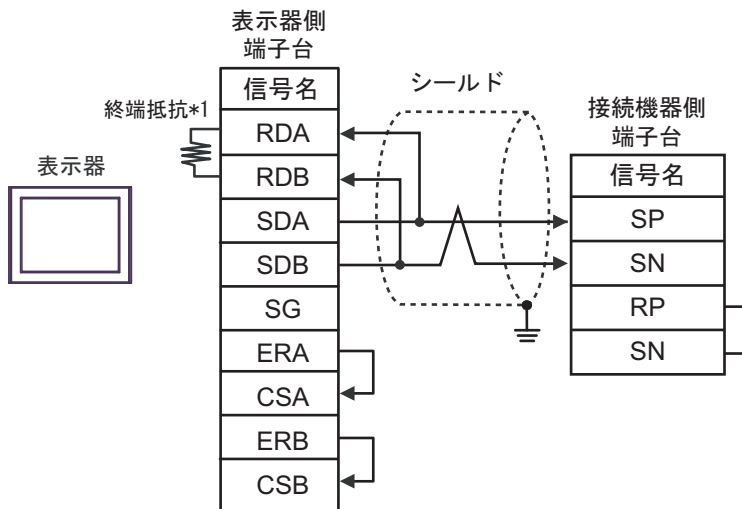 表示器側
端子台
信号名
終端抵抗*1
RDA
表示器
RDB
SDA
SDB
SG
ERA
CSA
ERB
CSB
シールド
接続機器側
端子台
信号名
SP
SN
RP
SN